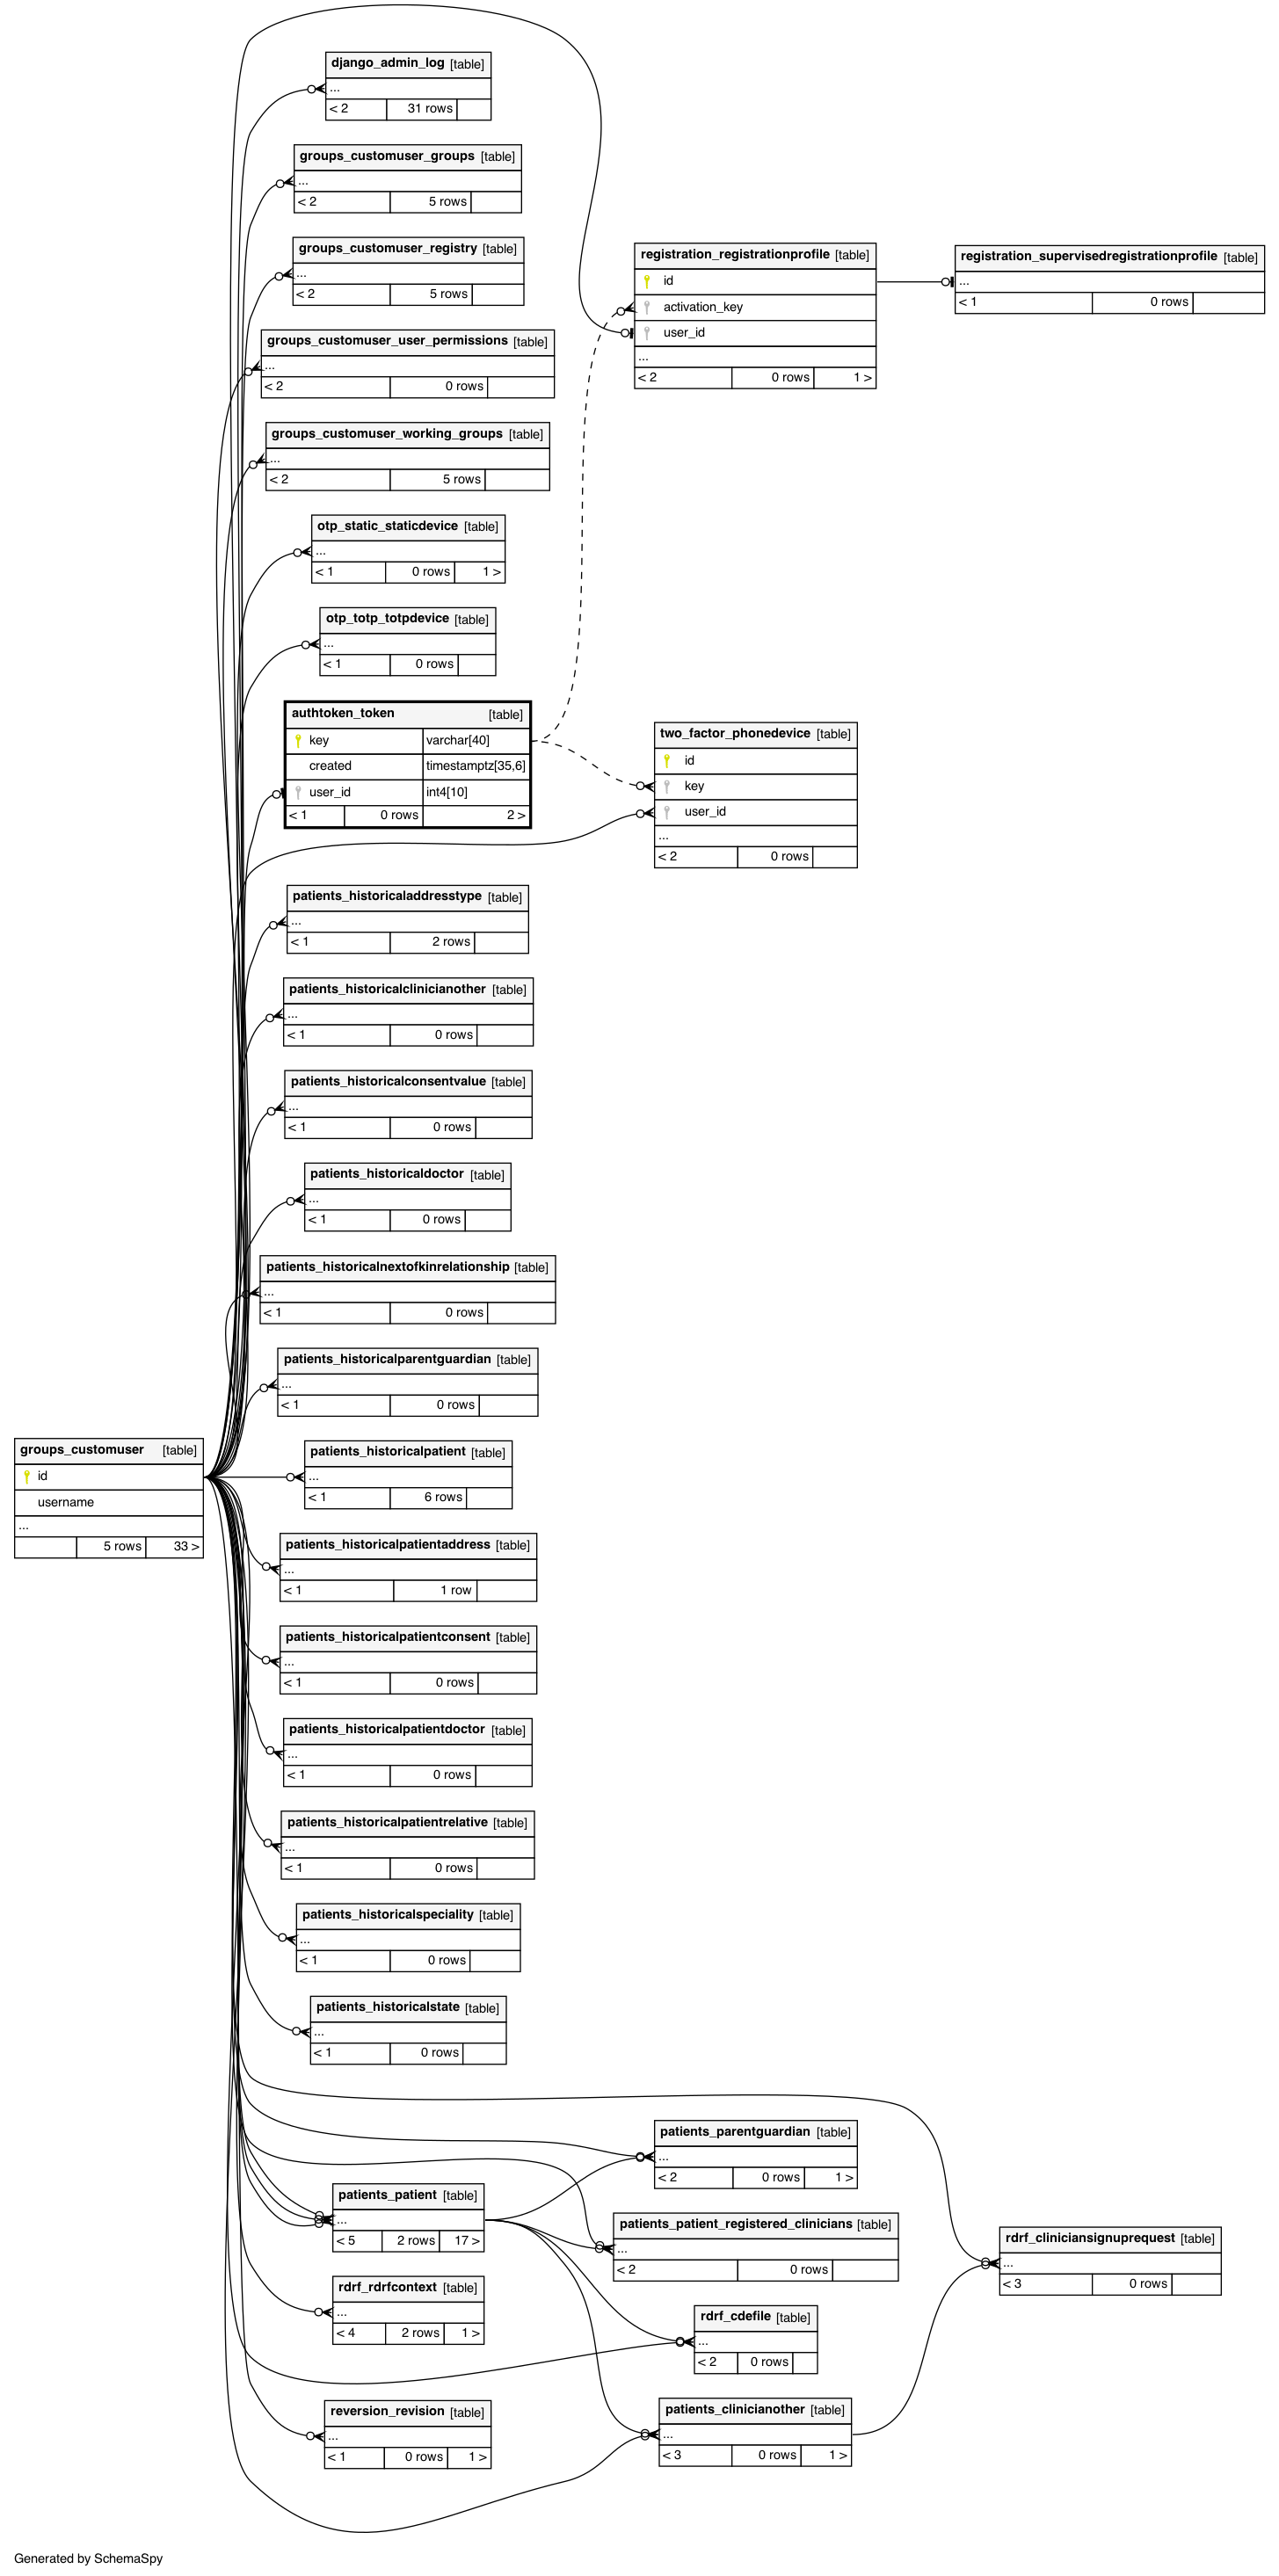 django_admin_log [table]
...
< 2 31 rows
groups_customuser_groups [table]
...
< 2 5 rows
groups_customuser_registry [table]
...
< 2 5 rows
groups_customuser_user_permissions [table]
...
< 2 0 rows
groups_customuser_working_groups [table]
...
< 2 5 rows
otp_static_staticdevice [table]
...
< 1 0 rows 1 >
otp_totp_totpdevice [table]
...
< 1 0 rows
authtoken_token [table]
key varchar[40]
created timestamptz[35,6]
user_id int4[10]
< 1 0 rows 2 >
registration_registrationprofile [table]
id
activation_key
user_id
...
< 2 0 rows 1 >
registration_supervisedregistrationprofile [table]
...
< 1 0 rows
two_factor_phonedevice [table]
id
key
user_id
...
< 2 0 rows
patients_historicaladdresstype [table]
...
< 1 2 rows
patients_historicalclinicianother [table]
...
< 1 0 rows
patients_historicalconsentvalue [table]
...
< 1 0 rows
patients_historicaldoctor [table]
...
< 1 0 rows
patients_historicalnextofkinrelationship [table]
...
< 1 0 rows
patients_historicalparentguardian [table]
...
< 1 0 rows
groups_customuser [table]
id
username
...
5 rows 33 >
patients_historicalpatient [table]
...
< 1 6 rows
patients_historicalpatientaddress [table]
...
< 1 1 row
patients_historicalpatientconsent [table]
...
< 1 0 rows
patients_historicalpatientdoctor [table]
...
< 1 0 rows
patients_historicalpatientrelative [table]
...
< 1 0 rows
patients_historicalspeciality [table]
...
< 1 0 rows
patients_historicalstate [table]
...
< 1 0 rows
patients_parentguardian [table]
...
< 2 0 rows 1 >
patients_patient [table]
...
< 5 2 rows 17 >
patients_patient_registered_clinicians [table]
...
< 2 0 rows
rdrf_cliniciansignuprequest [table]
...
< 3 0 rows
rdrf_rdrfcontext [table]
...
< 4 2 rows 1 >
rdrf_cdefile [table]
...
< 2 0 rows
reversion_revision [table]
...
< 1 0 rows 1 >
patients_clinicianother [table]
...
< 3 0 rows 1 >
Generated by SchemaSpy